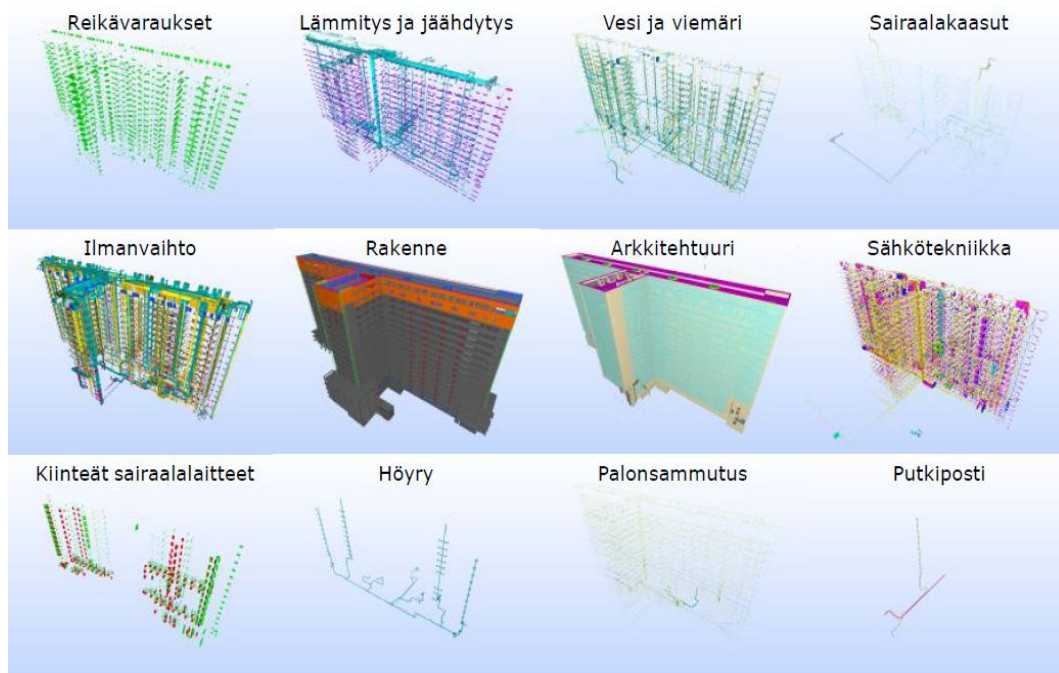 Reikävaraukset
Lämmitys ja jäähdytys
Vesi ja viemäri
Sairaalakaasut
Ilmanvaihto
Rakenne
Arkkitehtuuri
Sähkötekniikka
Kiinteät sairaalalaitteet
Höyry
Palonsammutus
Putkiposti